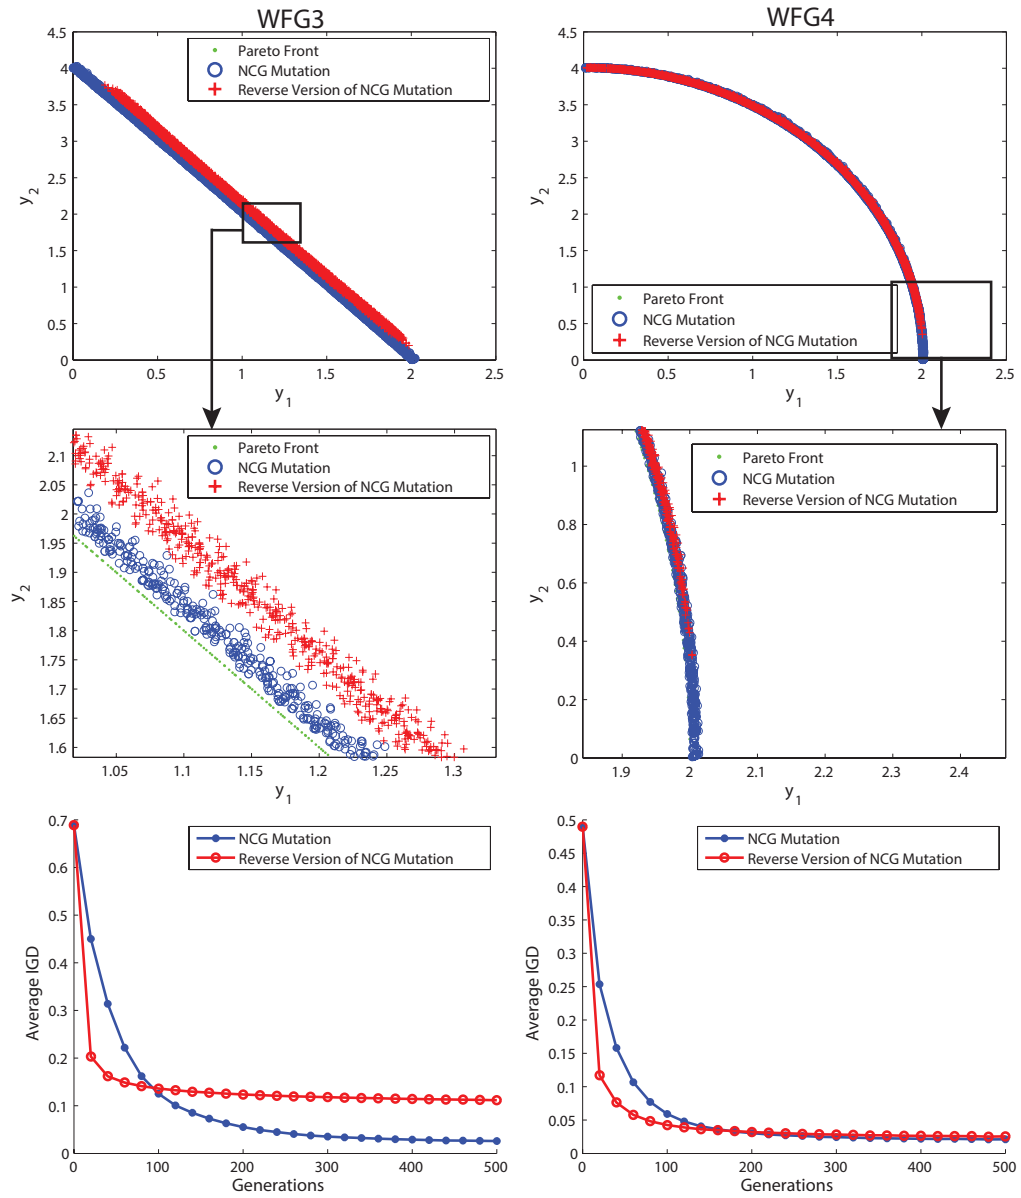 WFG3
WFG4
4.5
4
3.5
3
2.5
2
1.5
1
0.5
0
y_2
Pareto Front
NCG Mutation
Reverse Version of NCG Mutation
0 0.5 1 1.5 2 2.5
y_1
4.5
4
3.5
3
2.5
2
1.5
1
0.5
0
y_2
Pareto Front
NCG Mutation
Reverse Version of NCG Mutation
0 0.5 1 1.5 2 2.5
y_1
2.1
2.05
2
1.95
1.9
1.85
1.8
1.75
1.7
1.65
1.6
y_2
Pareto Front
NCG Mutation
Reverse Version of NCG Mutation
1.05 1.1 1.15 1.2 1.25 1.3
y_1
1
0.8
0.6
0.4
0.2
0
y_2
Pareto Front
NCG Mutation
Reverse Version of NCG Mutation
1.9 2 2.1 2.2 2.3 2.4
y_1
0.7
0.6
0.5
0.4
0.3
0.2
0.1
0
Average IGD
NCG Mutation
Reverse Version of NCG Mutation
0 100 200 300 400 500
Generations
0.5
0.45
0.4
0.35
0.3
0.25
0.2
0.15
0.1
0.05
0
Average IGD
NCG Mutation
Reverse Version of NCG Mutation
0 100 200 300 400 500
Generations